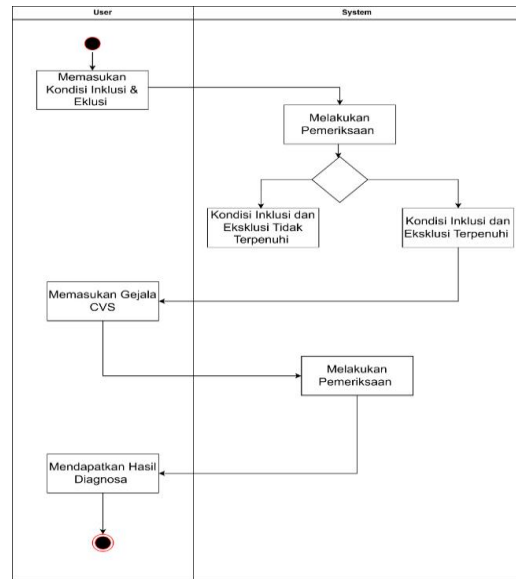 User
System
Memasukan
Kondisi Inklusi &
Eklusi
Melakukan
Pemeriksaan
Kondisi Inklusi dan
Eksklusi Tidak
Terpenuhi
Kondisi Inklusi dan
Eksklusi Terpenuhi
Memasukan Gejala
CVS
Melakukan
Pemeriksaan
Mendapatkan Hasil
Diagnosa